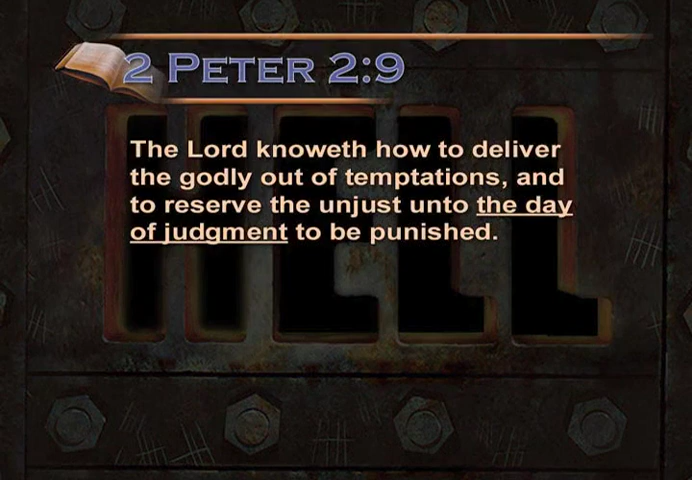 2 PETER 2:9
The Lord knoweth how to deliver
the godly out of temptations, and
to reserve the unjust unto the day
of judgment to be punished.
HELL